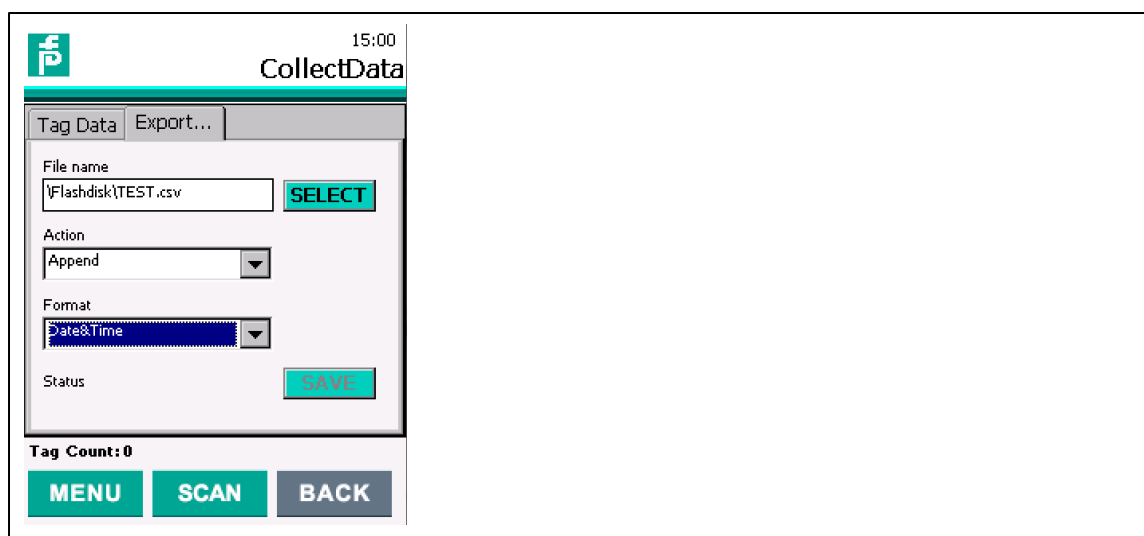 15:00
CollectData
Tag Data Export...
File name
\Flashdisk\TEST.csv SELECT
Action
Append
Format
Date&Time
Status SAVE
Tag Count: 0
MENU SCAN BACK